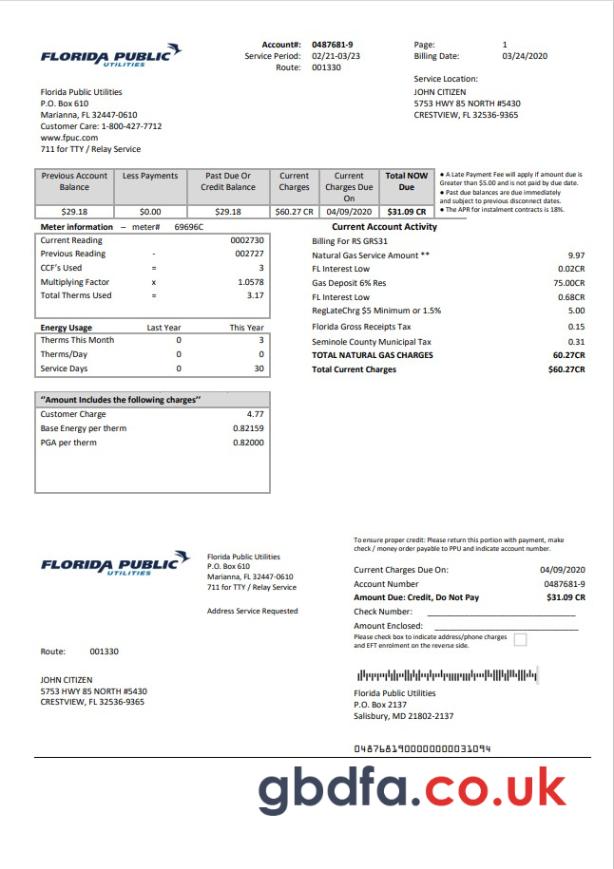 FLORIDA PUBLIC
UTILITIES
Account#: 0487681-9
Service Period: 02/21-03/23
Route: 001330
Page: 1
Billing Date: 03/24/2020
Service Location:
JOHN CITIZEN
5753 HWY 85 NORTH #5430
CRESTVIEW, FL 32536-9365
Florida Public Utilities
P.O. Box 610
Marianna, FL 32447-0610
Customer Care: 1-800-427-7712
www.fpuc.com
711 for TTY / Relay Service
Previous Account Balance Less Payments Past Due Or Credit Balance Current Charges Current Charges Due On Total NOW Due
$29.18 $0.00 $29.18 $60.27 CR 04/09/2020 $31.09 CR
● A Late Payment Fee will apply if amount due is
Greater than $5.00 and is not paid by due date.
● Past due balances are due immediately
and subject to previous disconnect dates.
● The APR for instalment contracts is 18%.
Meter information – meter# 69696C
Current Reading 0002730
Previous Reading - 002727
CCF's Used = 3
Multiplying Factor x 1.0578
Total Therms Used = 3.17
Energy Usage Last Year This Year
Therms This Month 0 3
Therms/Day 0 0
Service Days 0 30
Current Account Activity
Billing For RS GRS31
Natural Gas Service Amount ** 9.97
FL Interest Low 0.02CR
Gas Deposit 6% Res 75.00CR
FL Interest Low 0.68CR
RegLateChrg $5 Minimum or 1.5% 5.00
Florida Gross Receipts Tax 0.15
Seminole County Municipal Tax 0.31
TOTAL NATURAL GAS CHARGES 60.27CR
Total Current Charges $60.27CR
"Amount Includes the following charges"
Customer Charge 4.77
Base Energy per therm 0.82159
PGA per therm 0.82000
FLORIDA PUBLIC
UTILITIES
Florida Public Utilities
P.O. Box 610
Marianna, FL 32447-0610
711 for TTY / Relay Service
Address Service Requested
To ensure proper credit: Please return this portion with payment, make
check / money order payable to PPU and indicate account number.
Current Charges Due On: 04/09/2020
Account Number 0487681-9
Amount Due: Credit, Do Not Pay $31.09 CR
Check Number:
Amount Enclosed:
Please check box to indicate address/phone charges
and EFT enrolment on the reverse side.
Route: 001330
JOHN CITIZEN
5753 HWY 85 NORTH #5430
CRESTVIEW, FL 32536-9365
Florida Public Utilities
P.O. Box 2137
Salisbury, MD 21802-2137
048768190000000031094
gbdfa.co.uk